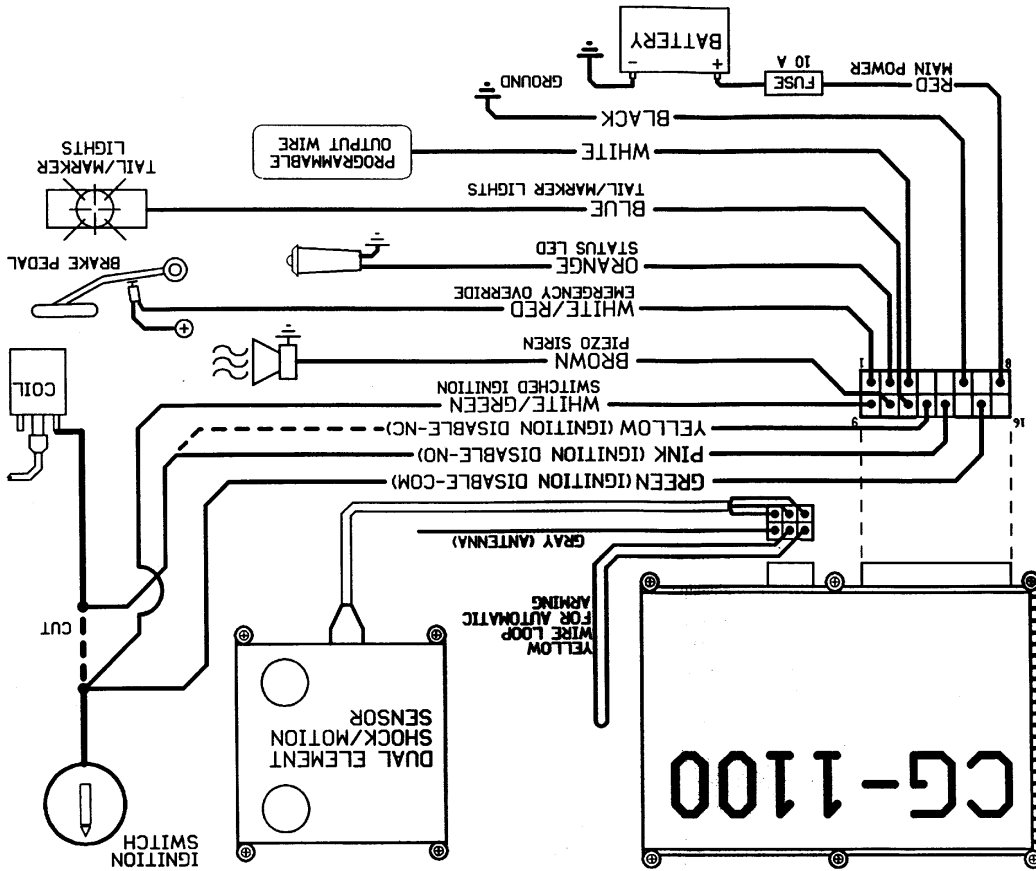 IGNITION
SWITCH
CG-1100
DUAL ELEMENT
SHOCK/MOTION
SENSOR
YELLOW
WIRE LOOP
FOR AUTOMATIC
ARMING
CUT
GRAY (ANTENNA)
GREEN (IGNITION DISABLE-COM)
PINK (IGNITION DISABLE-NO)
YELLOW (IGNITION DISABLE-NC)
16
9
WHITE/GREEN
SWITCHED IGNITION
COIL
8
1
BROWN
PIEZO SIREN
+
WHITE/RED
EMERGENCY OVERRIDE
BRAKE PEDAL
ORANGE
STATUS LED
BLUE
TAIL/MARKER LIGHTS
TAIL/MARKER
LIGHTS
WHITE
PROGRAMMABLE
OUTPUT WIRE
BLACK
RED
MAIN POWER
FUSE
10 A
GROUND
+ -
BATTERY